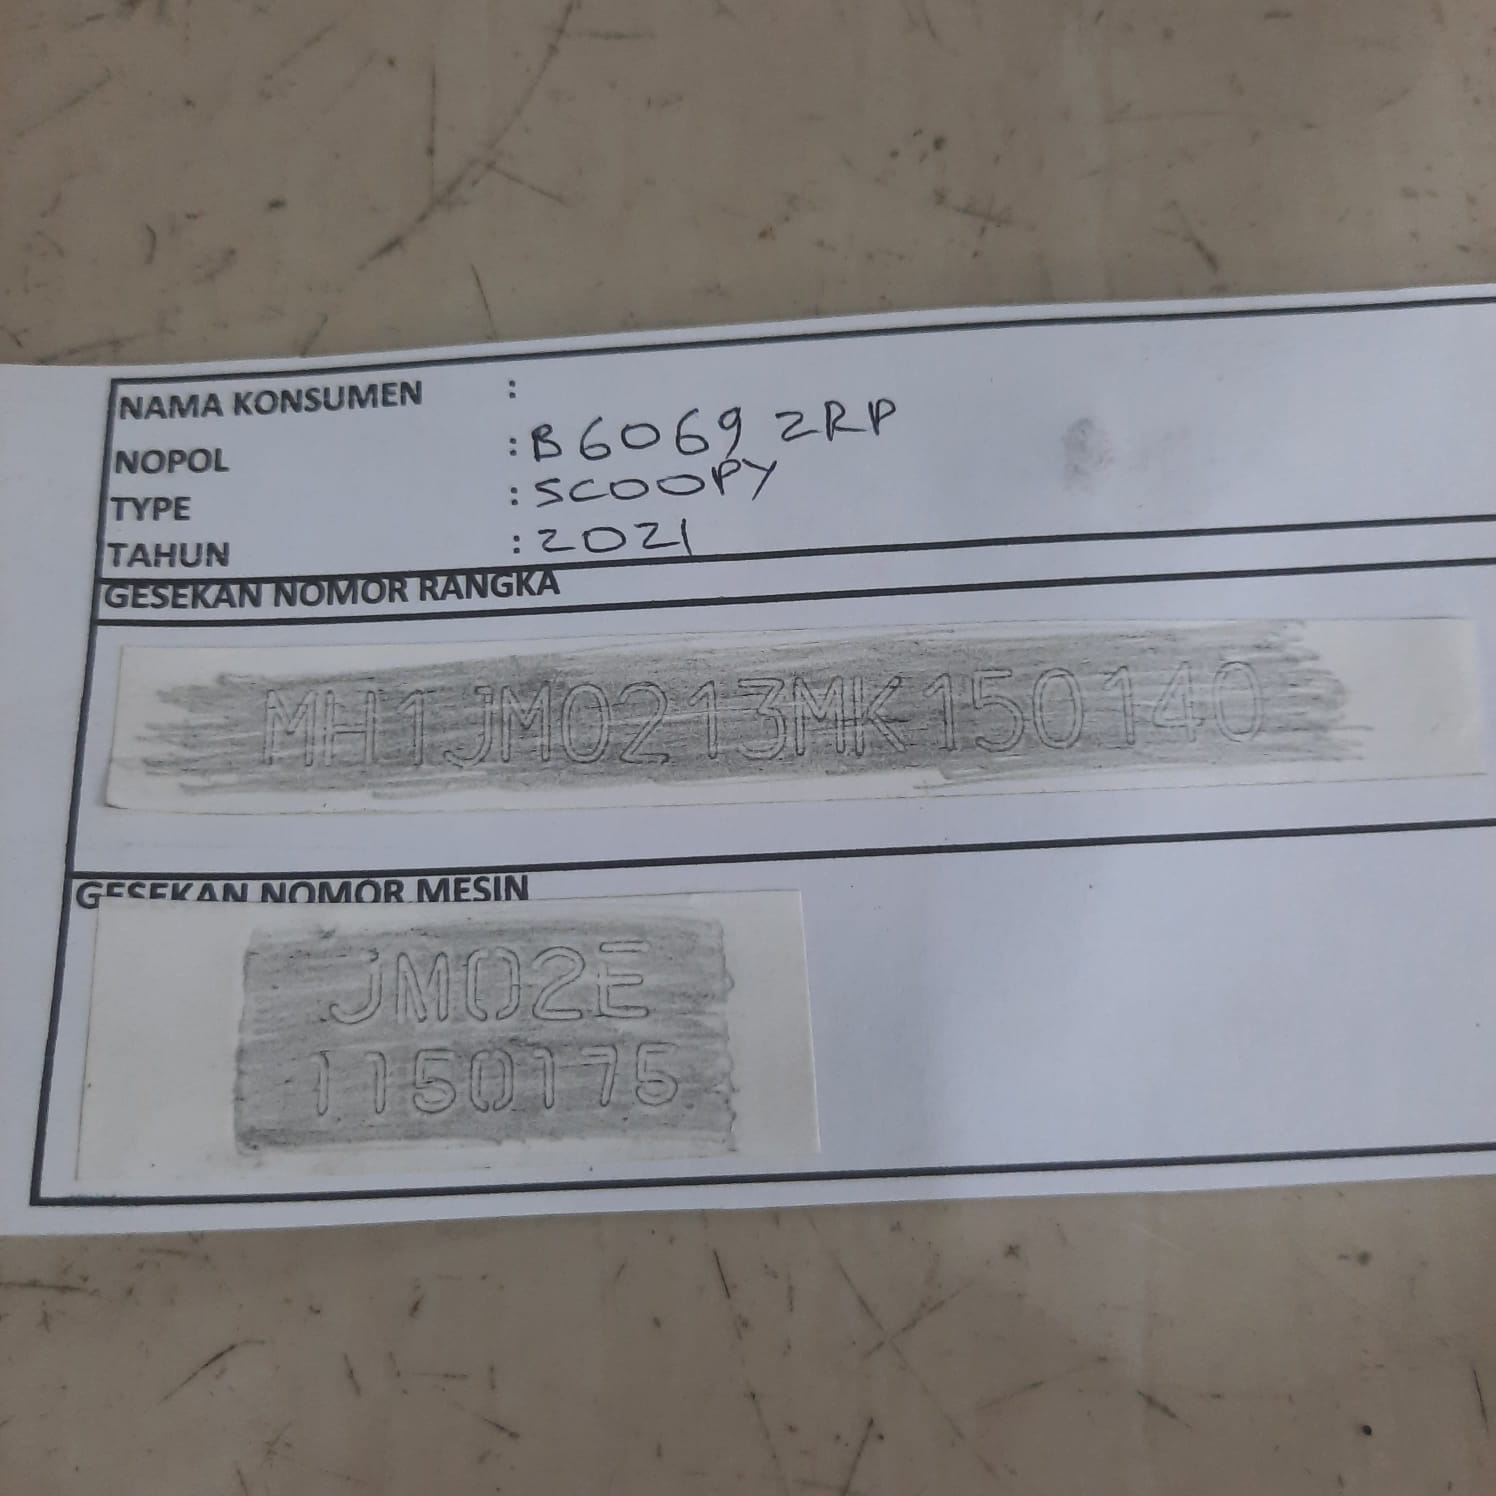 NAMA KONSUMEN :
NOPOL : B 6069 ZRP
TYPE : SCOOPY
TAHUN : 2021
GESEKAN NOMOR RANGKA
MH1JM0213MK150140
GESEKAN NOMOR MESIN
JM02E
1150175